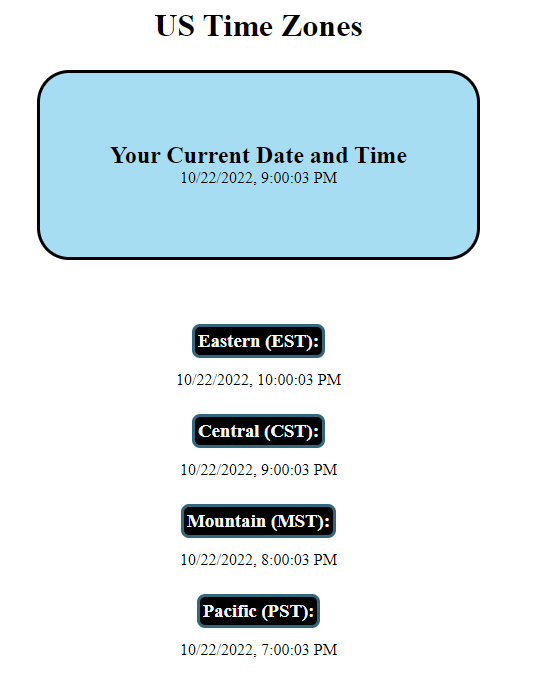 US Time Zones
Your Current Date and Time
10/22/2022, 9:00:03 PM
Eastern (EST):
10/22/2022, 10:00:03 PM
Central (CST):
10/22/2022, 9:00:03 PM
Mountain (MST):
10/22/2022, 8:00:03 PM
Pacific (PST):
10/22/2022, 7:00:03 PM